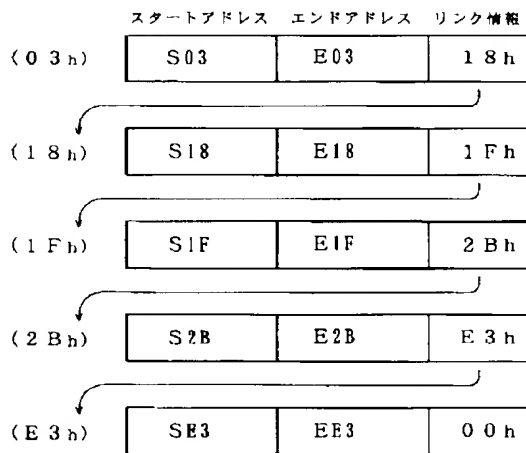 スタートアドレス エンドアドレス リンク情報
(03h) S03 E03 18h
(18h) S18 E18 1Fh
(1Fh) S1F E1F 2Bh
(2Bh) S2B E2B E3h
(E3h) SE3 EE3 00h